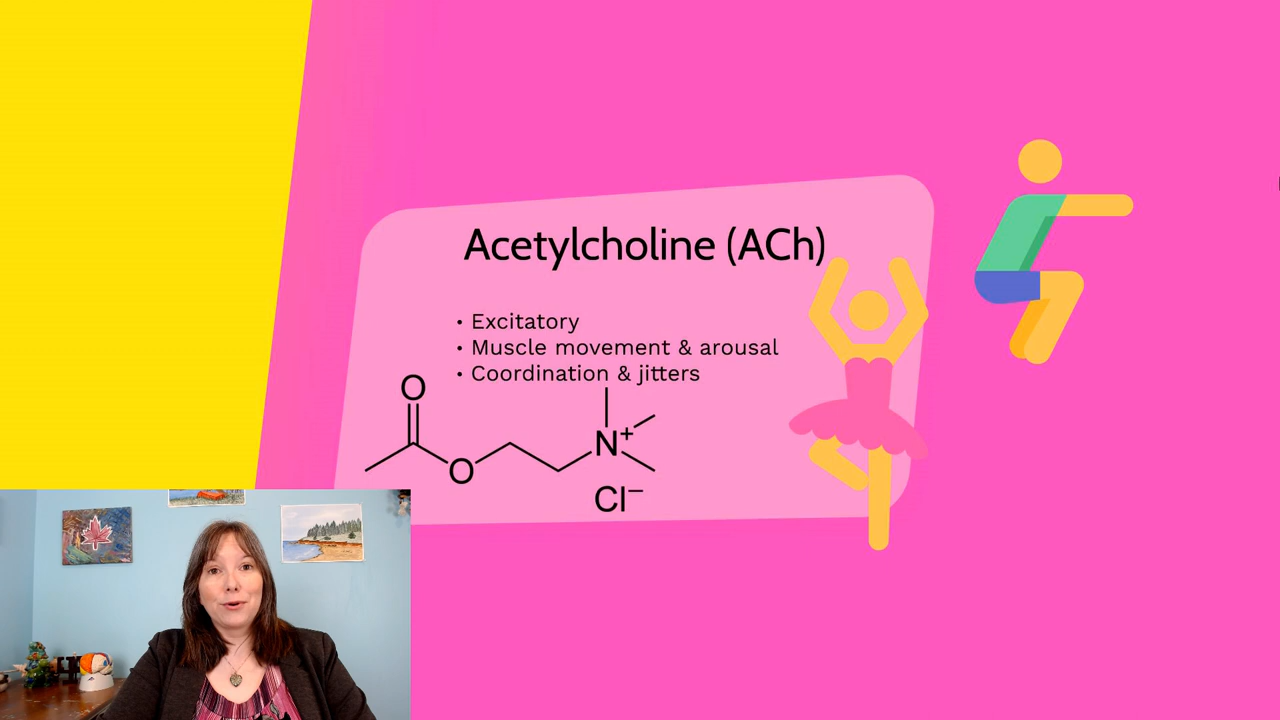 Acetylcholine (ACh)
• Excitatory
• Muscle movement & arousal
• Coordination & jitters
O
O
N+
Cl−